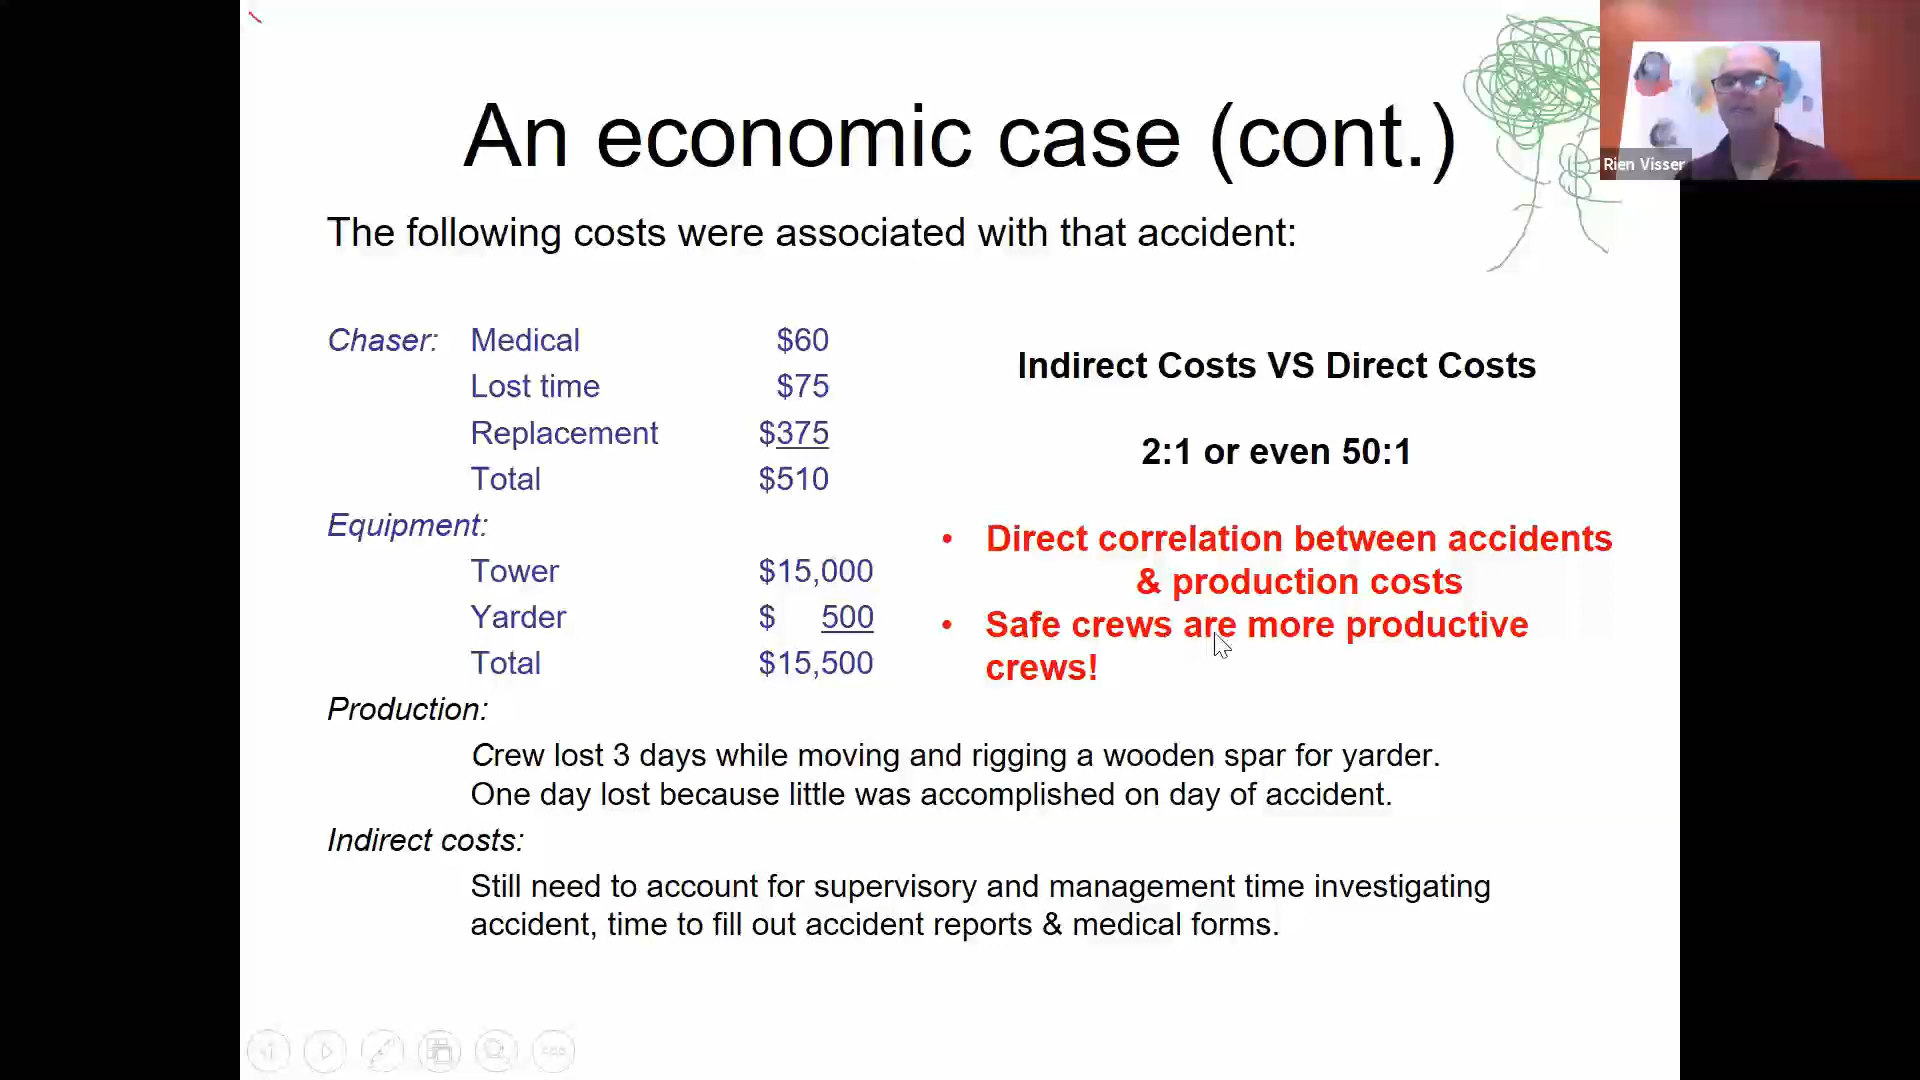 An economic case (cont.)
Rien Visser
The following costs were associated with that accident:
Chaser: Medical $60
Lost time $75
Replacement $375
Total $510
Equipment:
Tower $15,000
Yarder $ 500
Total $15,500
Indirect Costs VS Direct Costs
2:1 or even 50:1
• Direct correlation between accidents
& production costs
• Safe crews are more productive
crews!
Production:
Crew lost 3 days while moving and rigging a wooden spar for yarder.
One day lost because little was accomplished on day of accident.
Indirect costs:
Still need to account for supervisory and management time investigating
accident, time to fill out accident reports & medical forms.